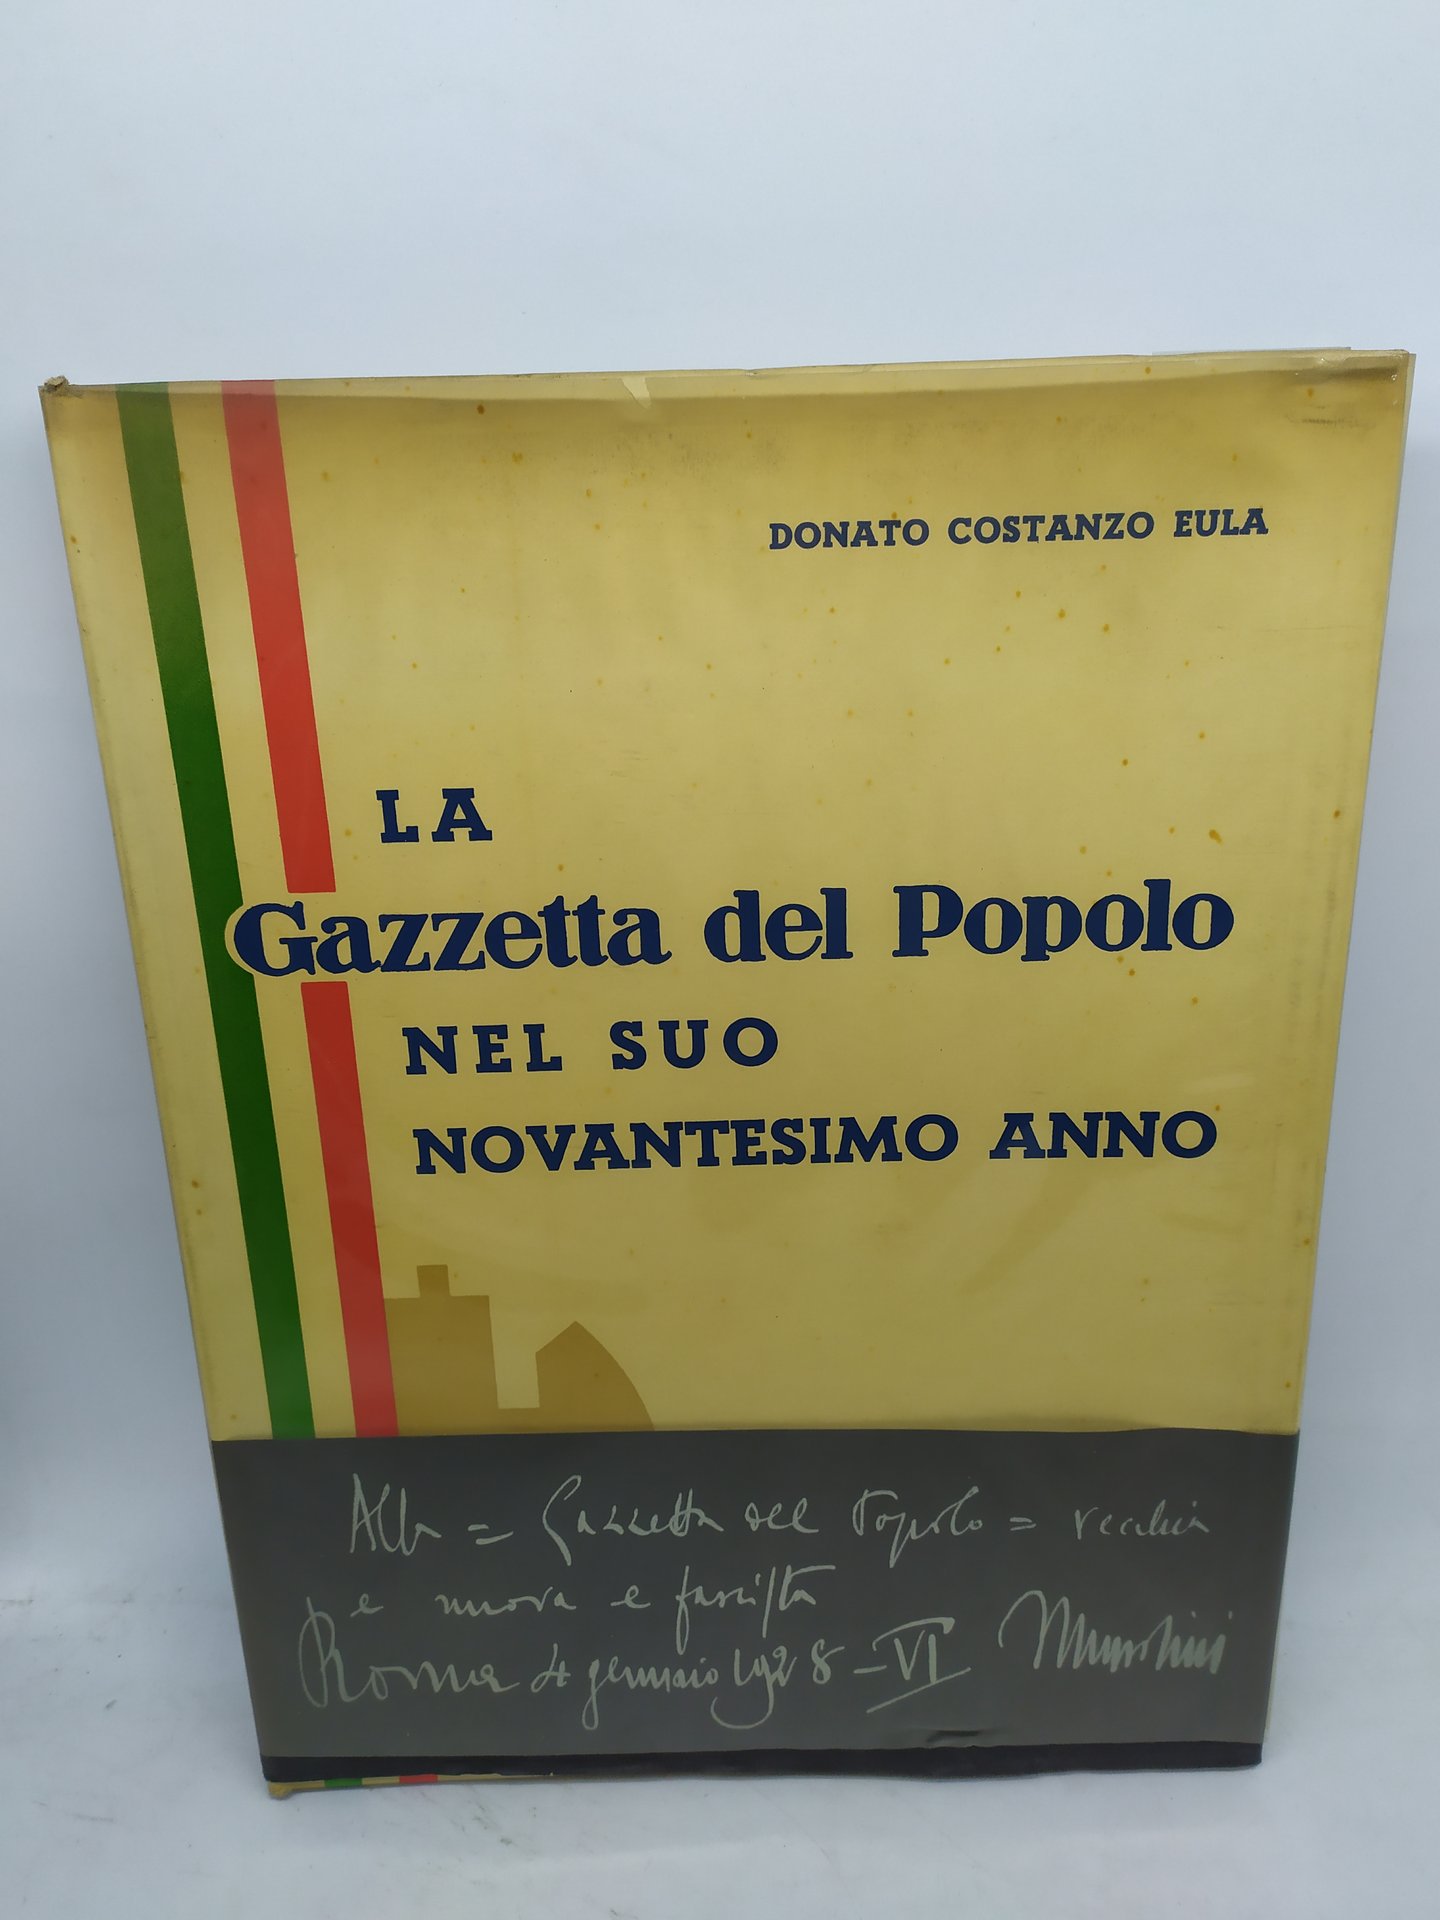 DONATO COSTANZO EULA
LA
Gazzetta del Popolo
NEL SUO
NOVANTESIMO ANNO
Alla = Gazzetta del Popolo = vecchia
e nuova e fascista
Roma 4 gennaio 1928 - VI Mussolini